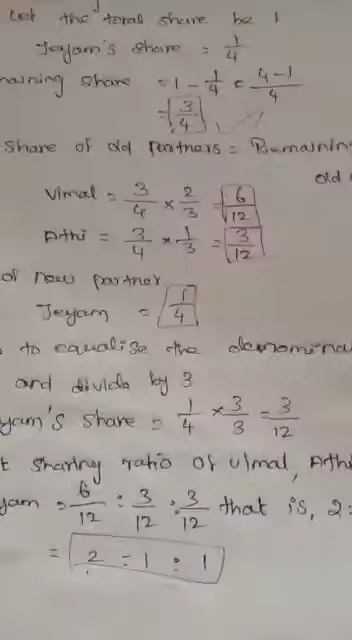 Let the total share be 1
Jeyam's share = 1/4
maining share = 1 - 1/4 = 4-1/4
= 3/4
share of old partners = Remainin
old
Vimal = 3/4 × 2/3 = 6/12
Athi = 3/4 × 1/3 = 3/12
of new partner
Jeyam = 1/4
to equalise the denomina
and divide by 3
yam's share = 1/4 × 3/3 = 3/12
t sharing ratio of Vimal, Athi
yam = 6/12 : 3/12 : 3/12 that is, 2:
= 2 : 1 : 1